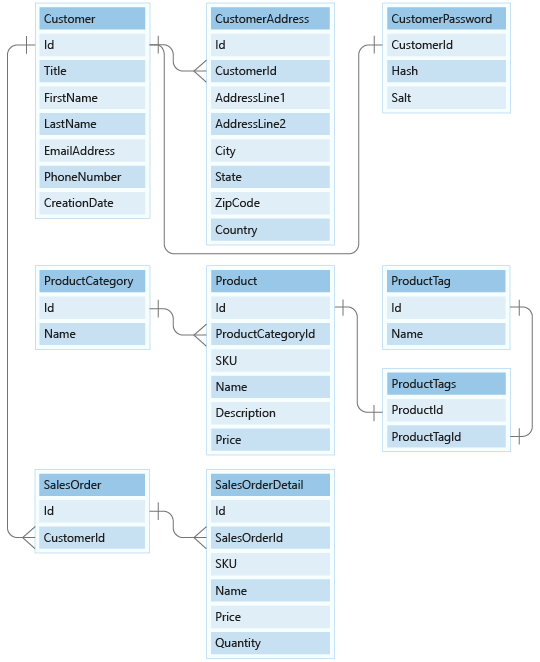 Customer
Id
Title
FirstName
LastName
EmailAddress
PhoneNumber
CreationDate
CustomerAddress
Id
CustomerId
AddressLine1
AddressLine2
City
State
ZipCode
Country
CustomerPassword
CustomerId
Hash
Salt
ProductCategory
Id
Name
Product
Id
ProductCategoryId
SKU
Name
Description
Price
ProductTag
Id
Name
ProductTags
ProductId
ProductTagId
SalesOrder
Id
CustomerId
SalesOrderDetail
Id
SalesOrderId
SKU
Name
Price
Quantity